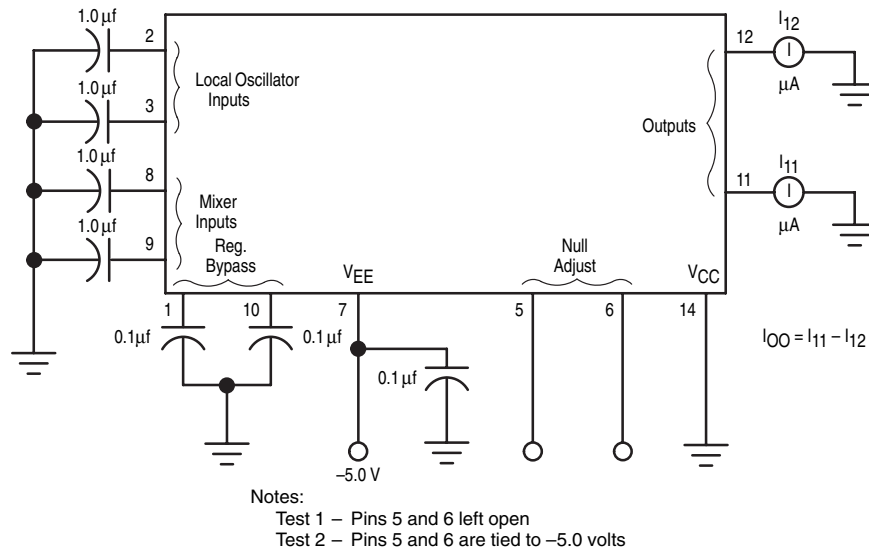 1.0 µf
2
1.0 µf
3
1.0 µf
8
1.0 µf
9
Local Oscillator
Inputs
Mixer
Inputs
Reg.
Bypass
VEE
Null
Adjust
VCC
Outputs
12
I12
I
µA
11
I11
I
µA
1
10
7
5
6
14
0.1µf
0.1 µf
0.1 µf
IOO = I11 – I12
–5.0 V
Notes:
Test 1 – Pins 5 and 6 left open
Test 2 – Pins 5 and 6 are tied to –5.0 volts